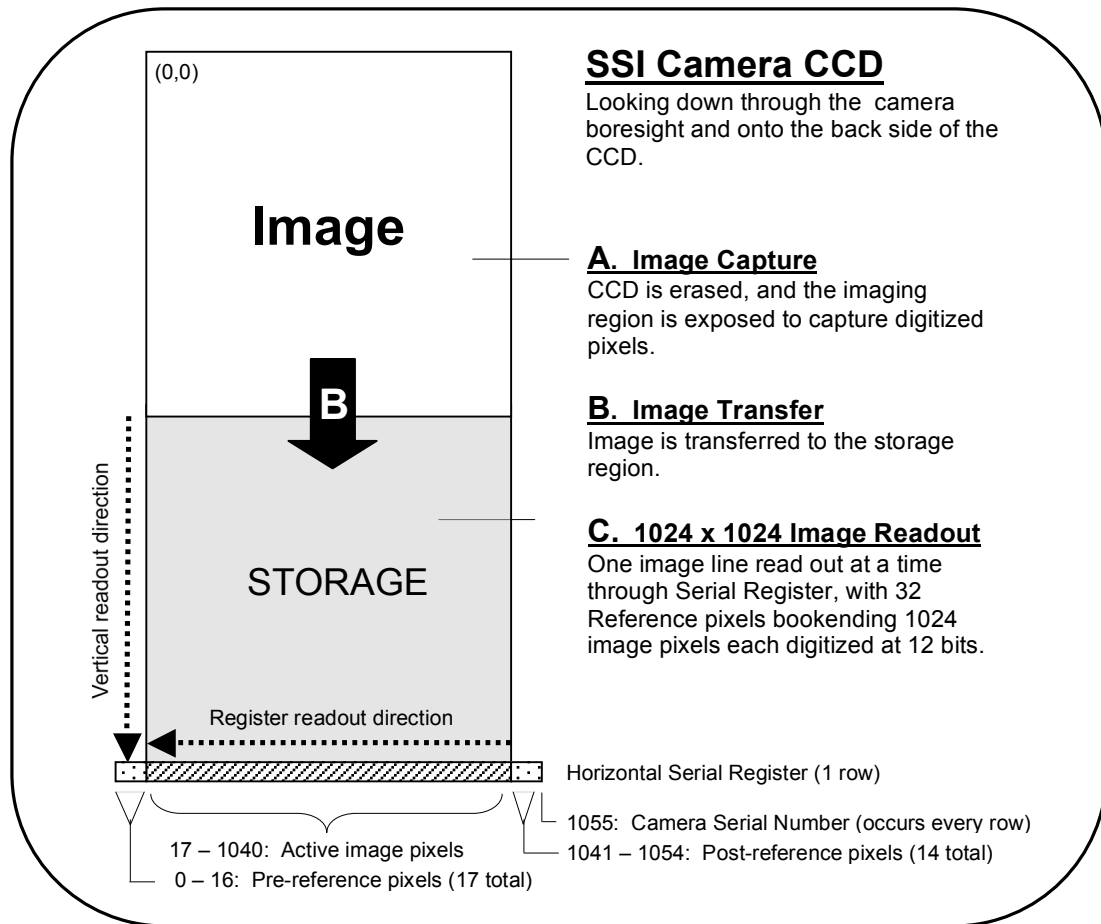 (0,0)
Image
B
STORAGE
Vertical readout direction
Register readout direction
SSI Camera CCD
Looking down through the camera
boresight and onto the back side of the
CCD.
A. Image Capture
CCD is erased, and the imaging
region is exposed to capture digitized
pixels.
B. Image Transfer
Image is transferred to the storage
region.
C. 1024 x 1024 Image Readout
One image line read out at a time
through Serial Register, with 32
Reference pixels bookending 1024
image pixels each digitized at 12 bits.
Horizontal Serial Register (1 row)
1055: Camera Serial Number (occurs every row)
1041 – 1054: Post-reference pixels (14 total)
17 – 1040: Active image pixels
0 – 16: Pre-reference pixels (17 total)